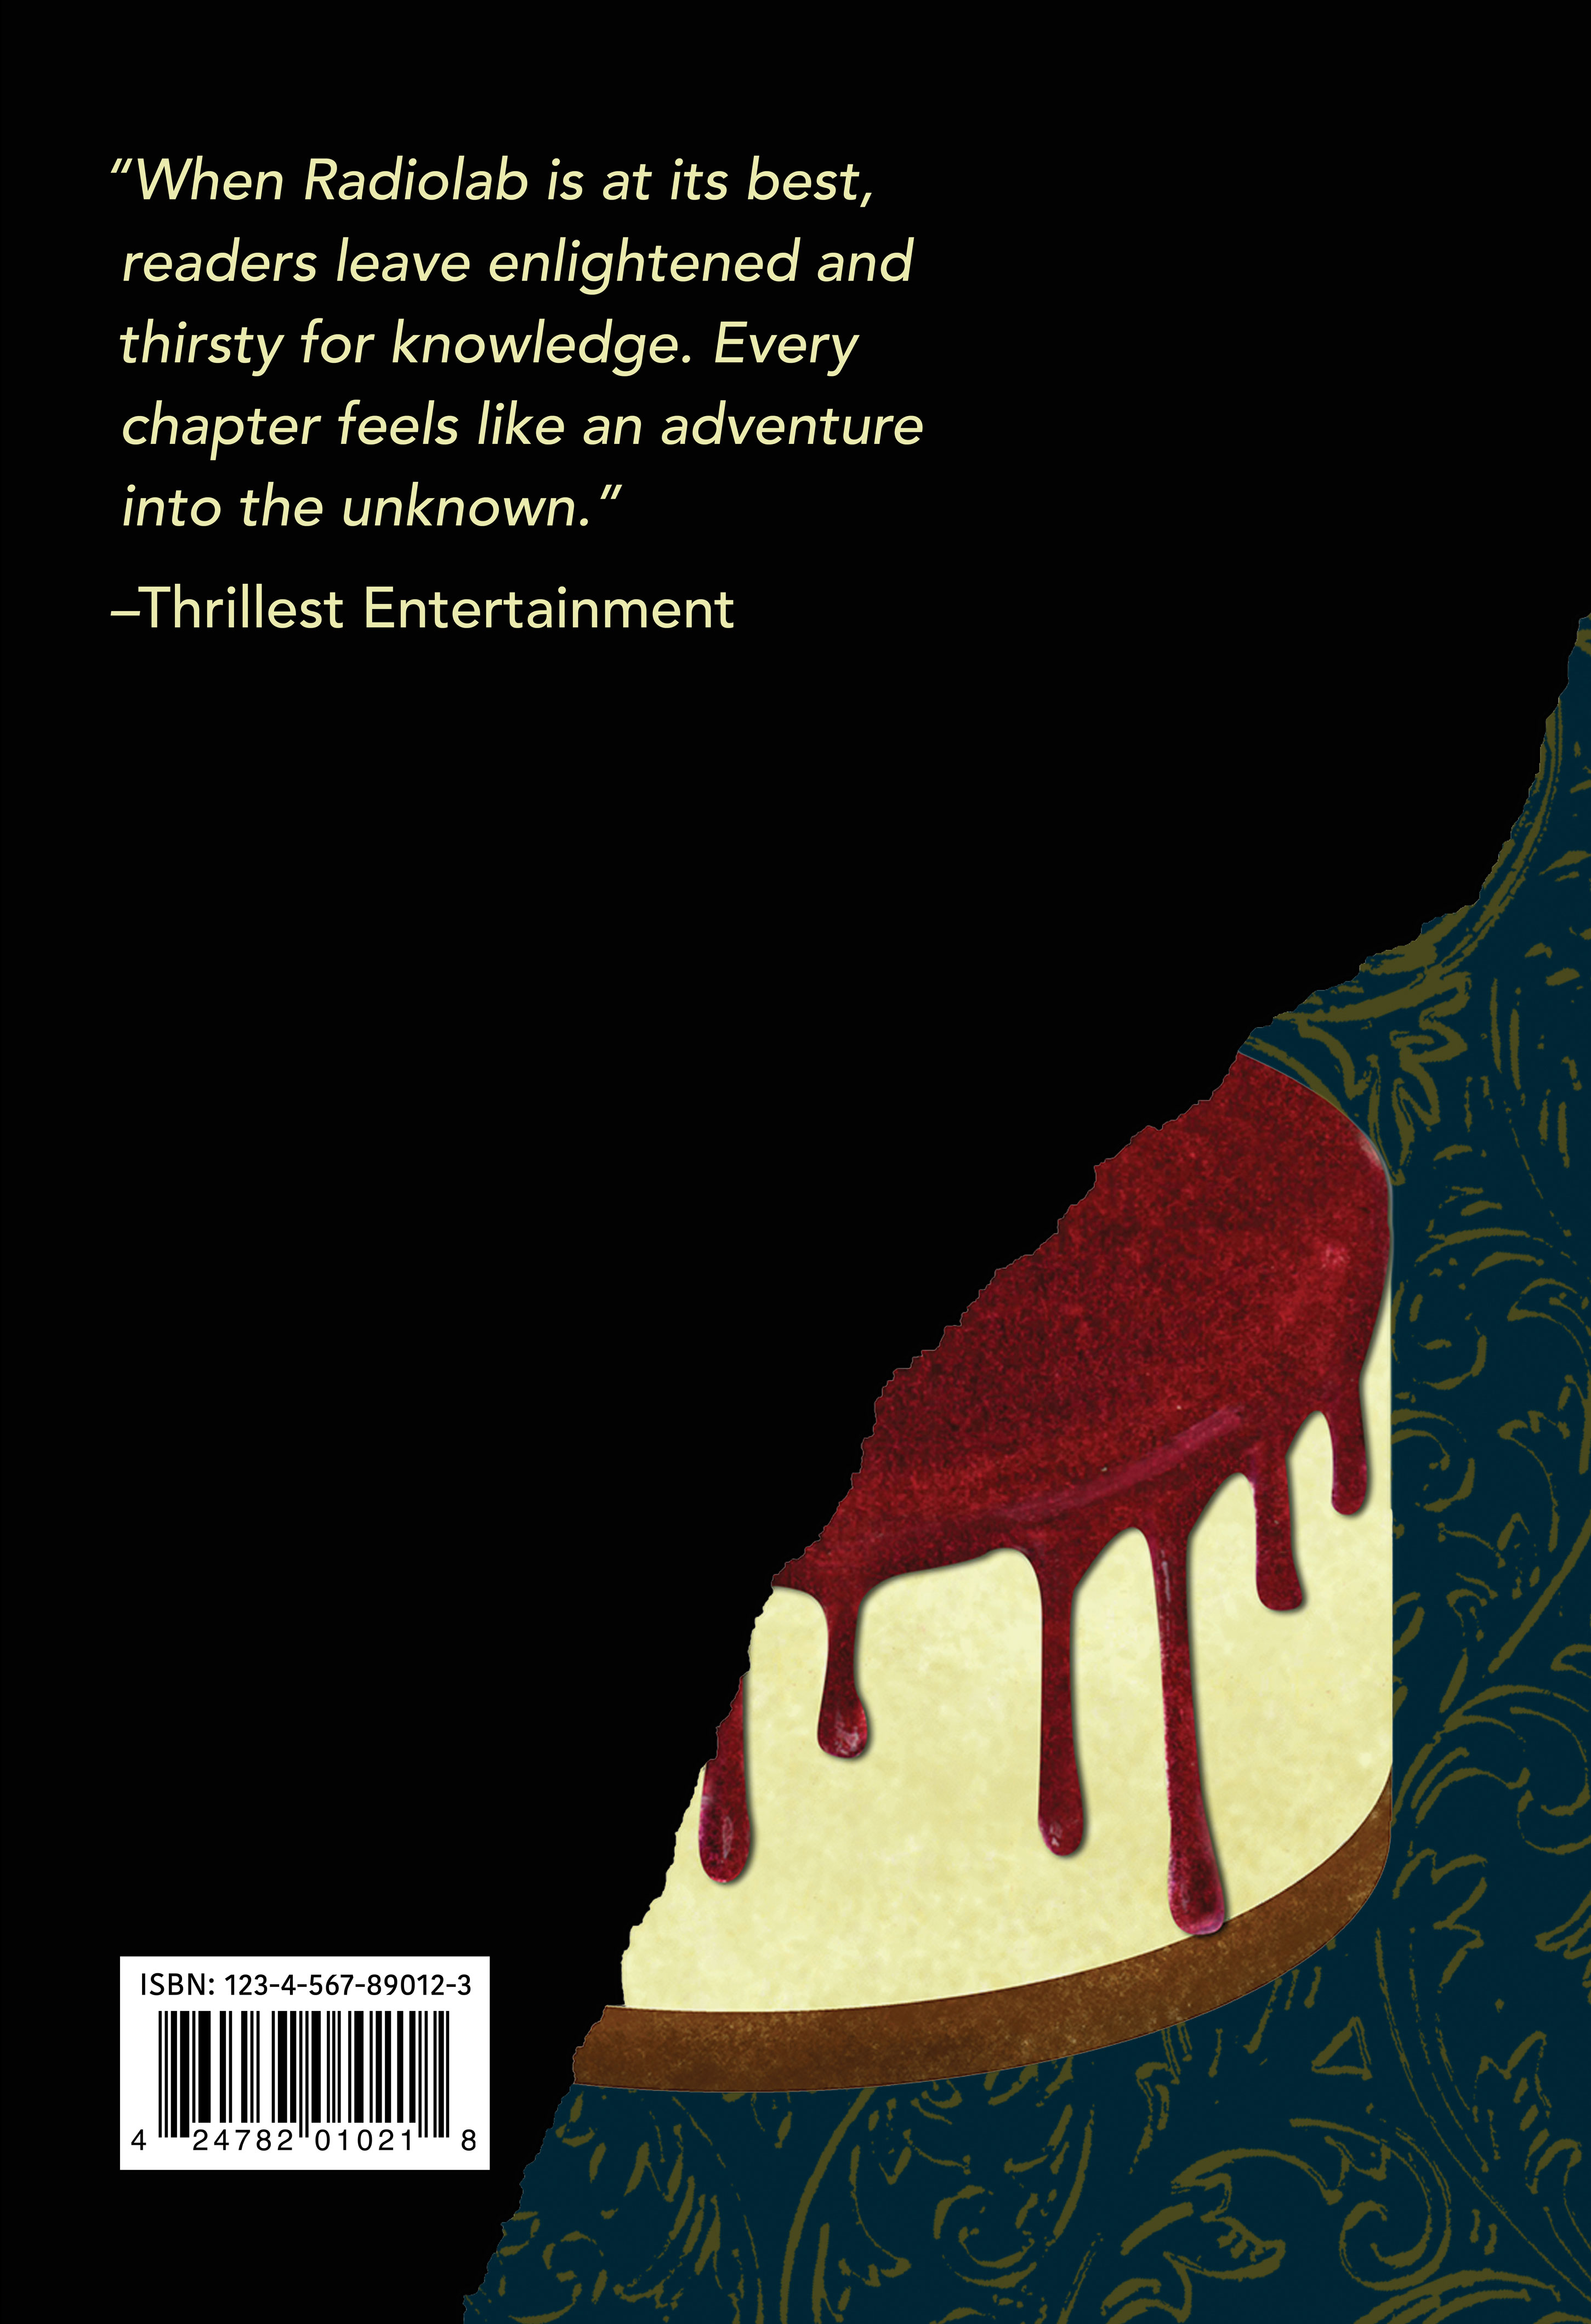 “When Radiolab is at its best,
readers leave enlightened and
thirsty for knowledge. Every
chapter feels like an adventure
into the unknown.”
–Thrillest Entertainment
ISBN: 123-4-567-89012-3
4 24782 01021 8